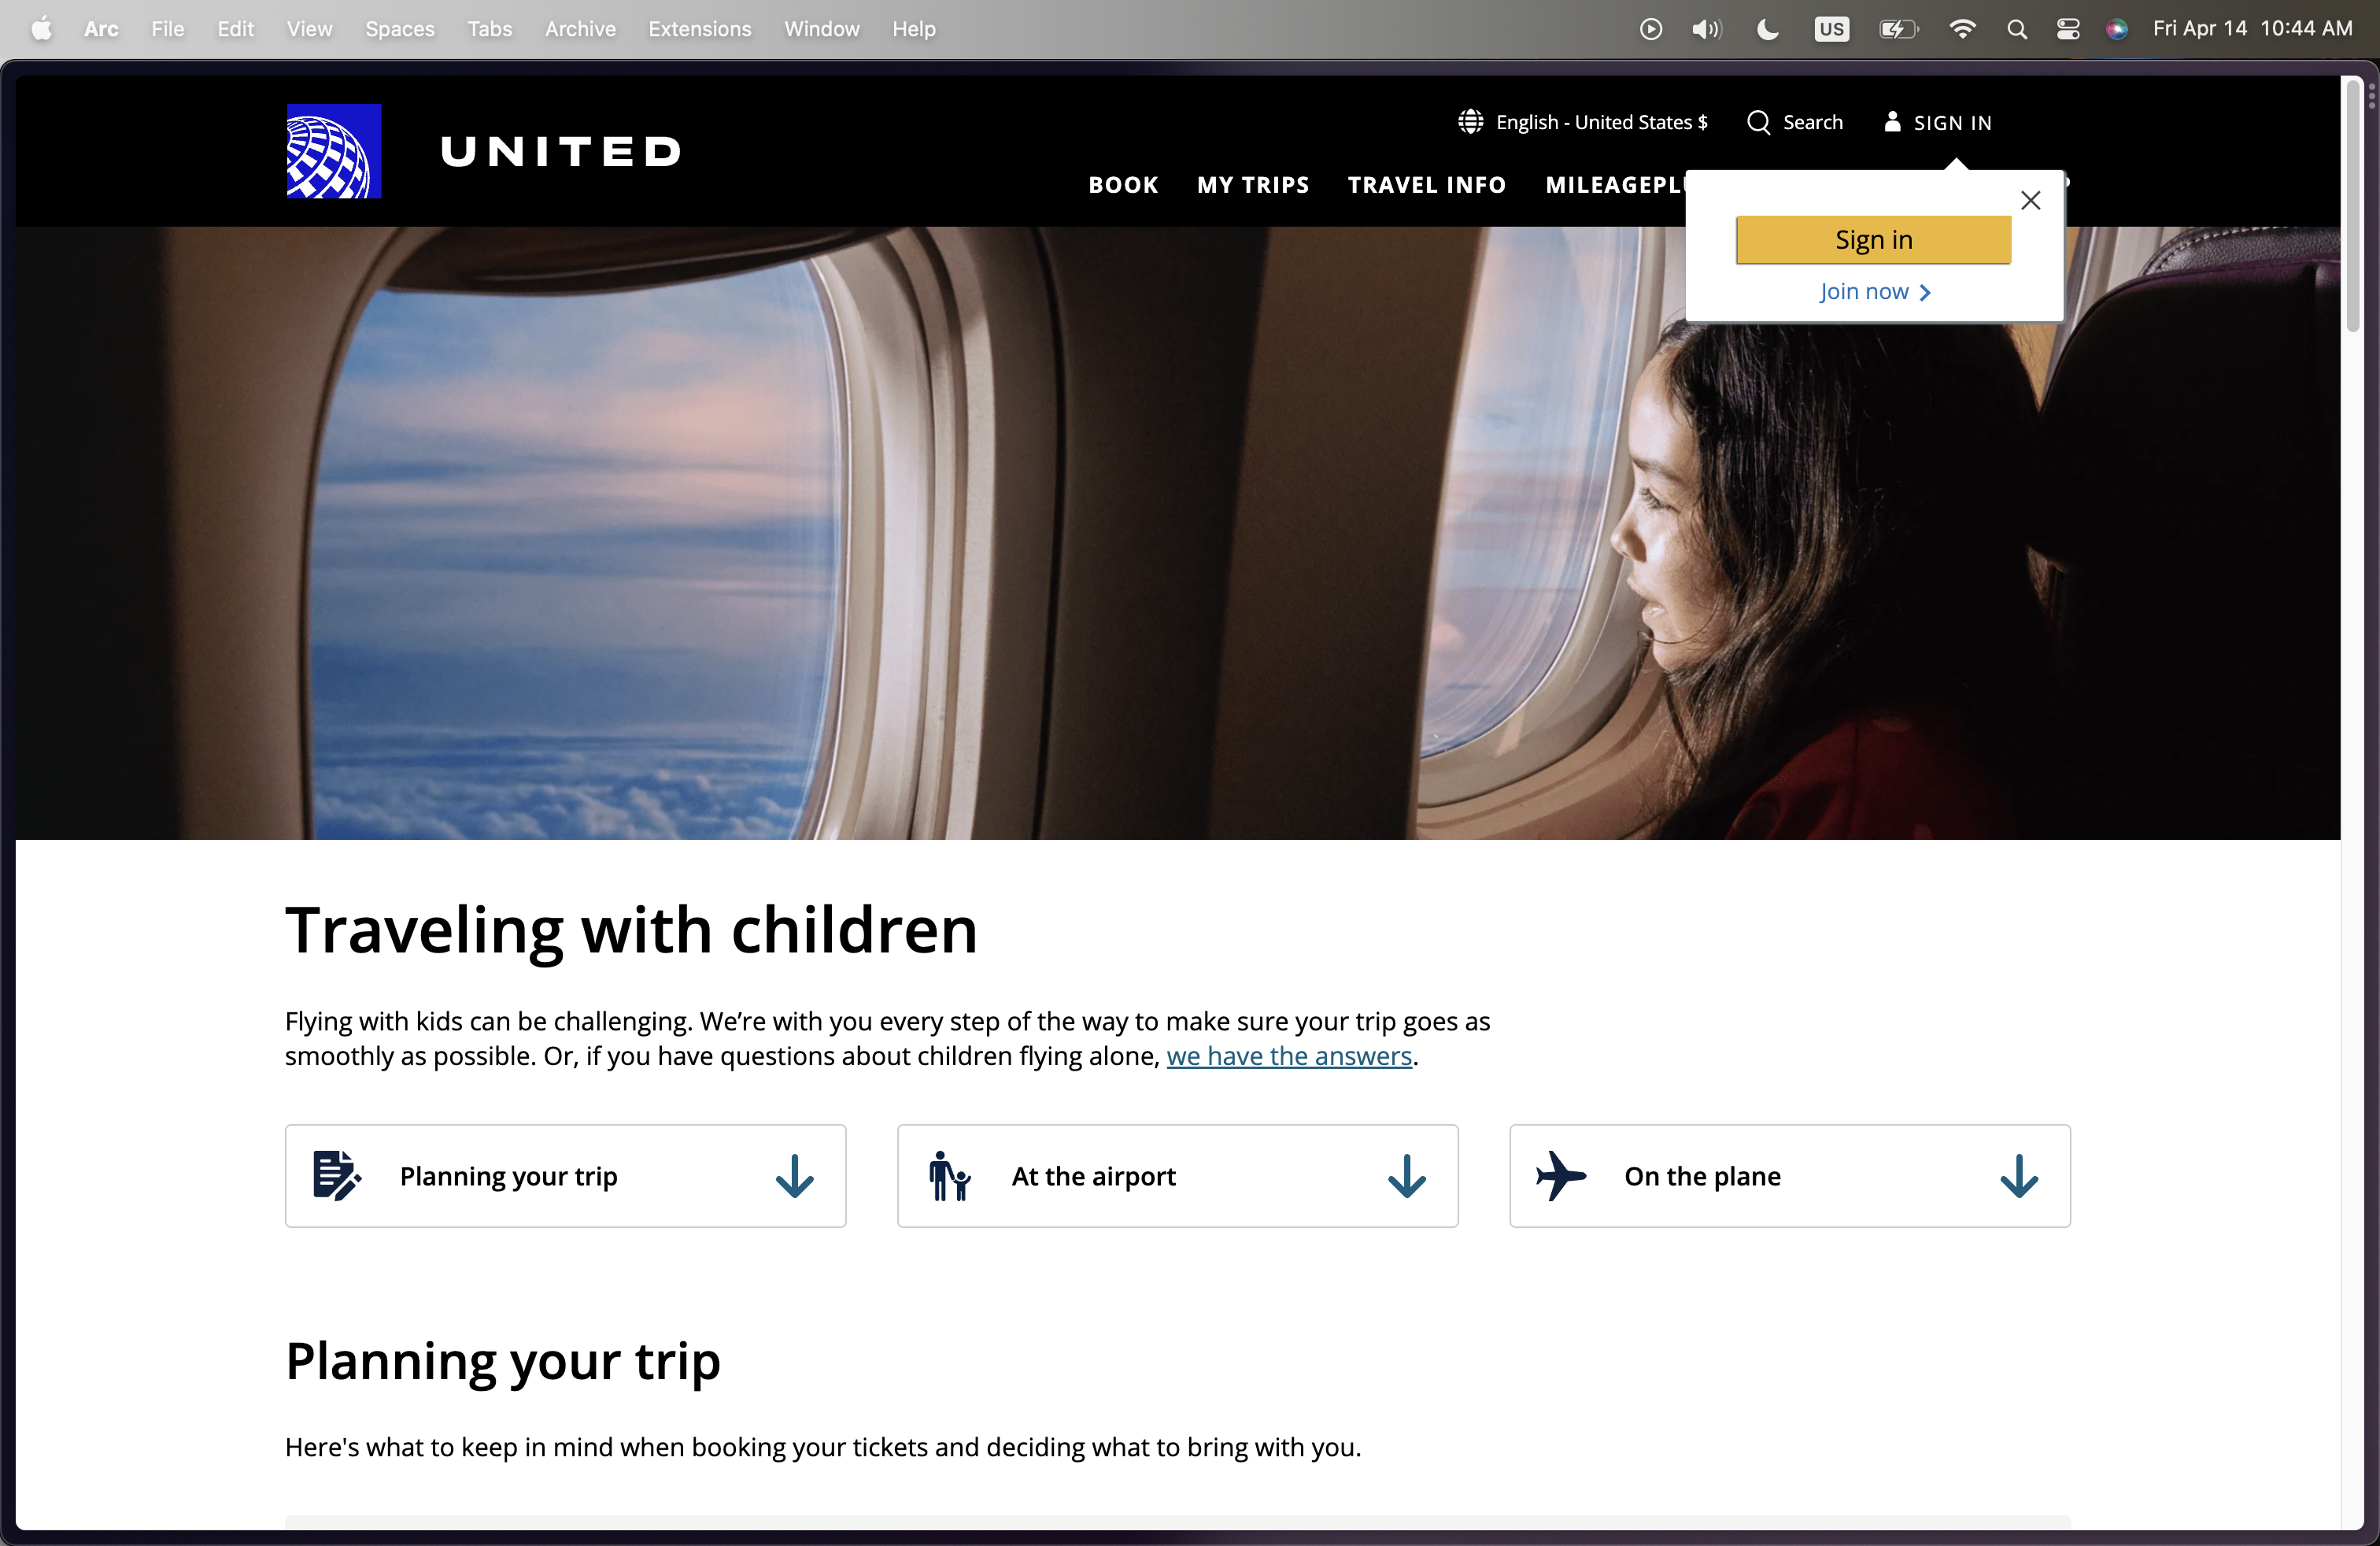 Arc File Edit View Spaces Tabs Archive Extensions Window Help US Fri Apr 14 10:44 AM
UNITED
English - United States $ Search SIGN IN
BOOK MY TRIPS TRAVEL INFO
Sign in
Join now
Traveling with children
Flying with kids can be challenging. We’re with you every step of the way to make sure your trip goes as
smoothly as possible. Or, if you have questions about children flying alone, we have the answers.
Planning your trip
At the airport
On the plane
Planning your trip
Here's what to keep in mind when booking your tickets and deciding what to bring with you.